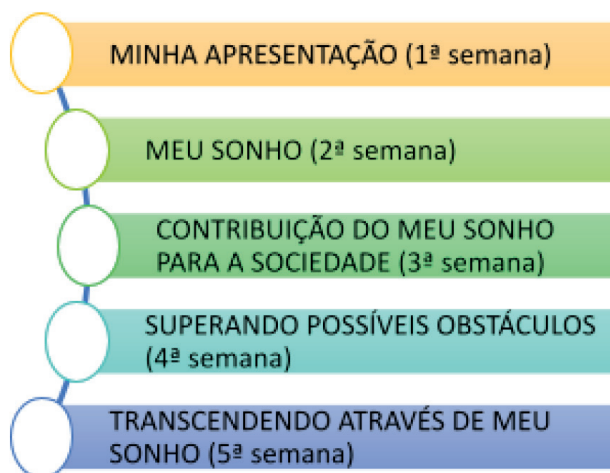 MINHA APRESENTAÇÃO (1ª semana)
MEU SONHO (2ª semana)
CONTRIBUIÇÃO DO MEU SONHO
PARA A SOCIEDADE (3ª semana)
SUPERANDO POSSÍVEIS OBSTÁCULOS
(4ª semana)
TRANSCENDENDO ATRAVÉS DE MEU
SONHO (5ª semana)